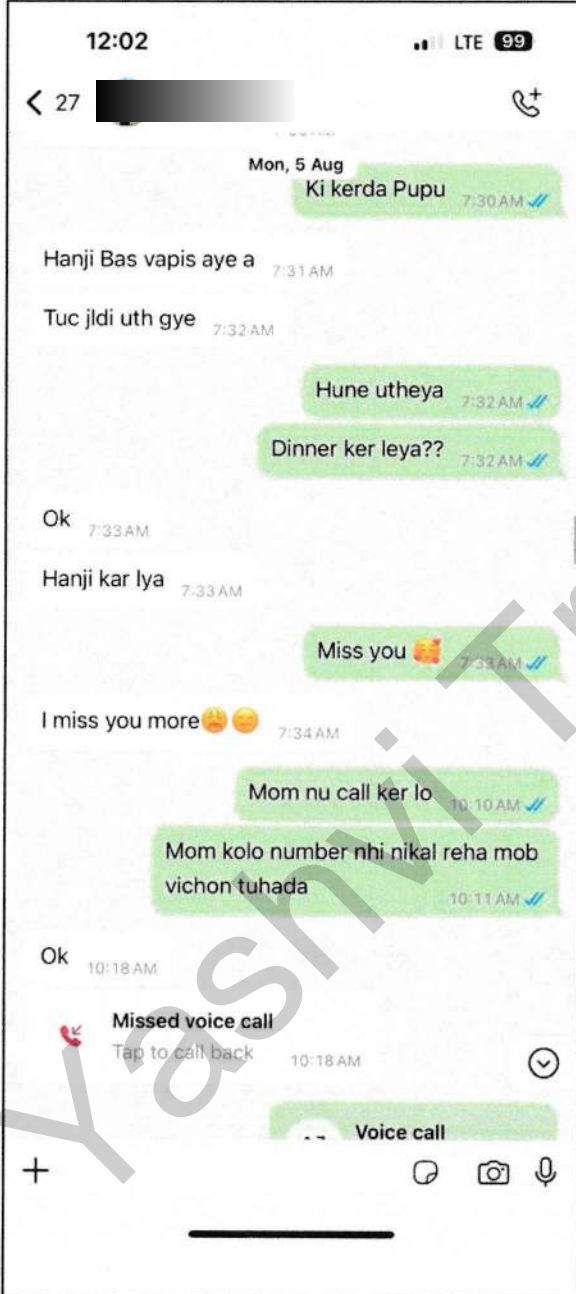 12:02 LTE 99
27
Mon, 5 Aug
Ki kerda Pupu 7:30 AM
Hanji Bas vapis aye a 7:31 AM
Tuc jldi uth gye 7:32 AM
Hune utheya 7:32 AM
Dinner ker leya?? 7:32 AM
Ok 7:33 AM
Hanji kar lya 7:33 AM
Miss you 🥰 7:33 AM
I miss you more😩😑 7:34 AM
Mom nu call ker lo 10:10 AM
Mom kolo number nhi nikal reha mob
vichon tuhada 10:11 AM
Ok 10:18 AM
Missed voice call
Tap to call back 10:18 AM
Voice call
Yashvi